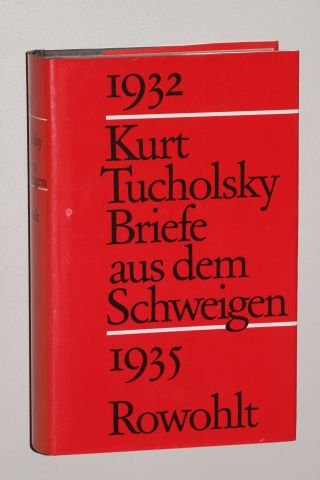 1932
Kurt
Tucholsky
Briefe
aus dem
Schweigen
1935
Rowohlt